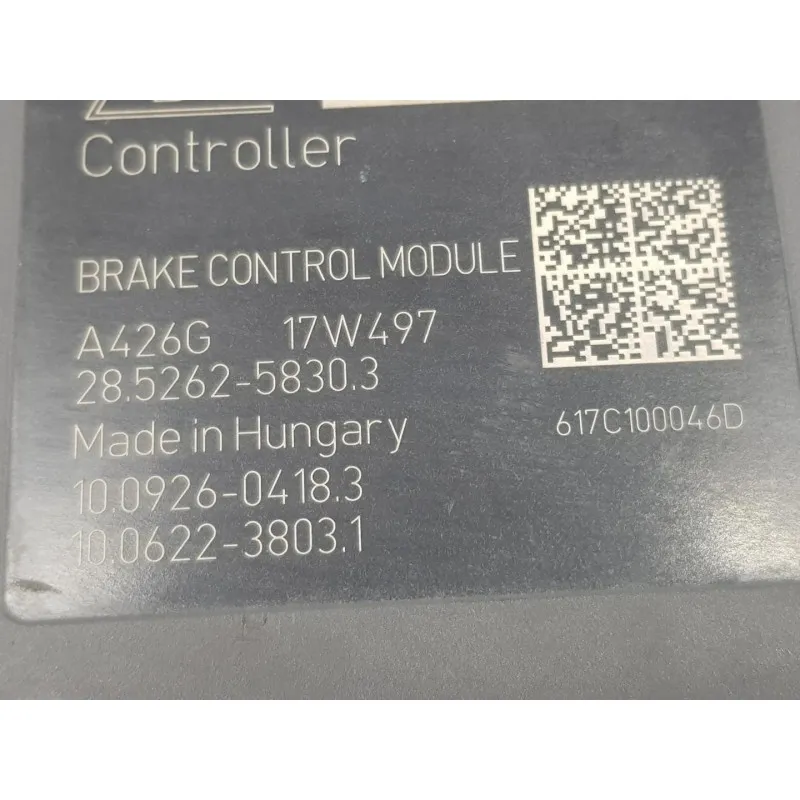 Controller
BRAKE CONTROL MODULE
A426G 17W497
28.5262-5830.3
Made in Hungary
617C100046D
10.0926-0418.3
10.0622-3803.1